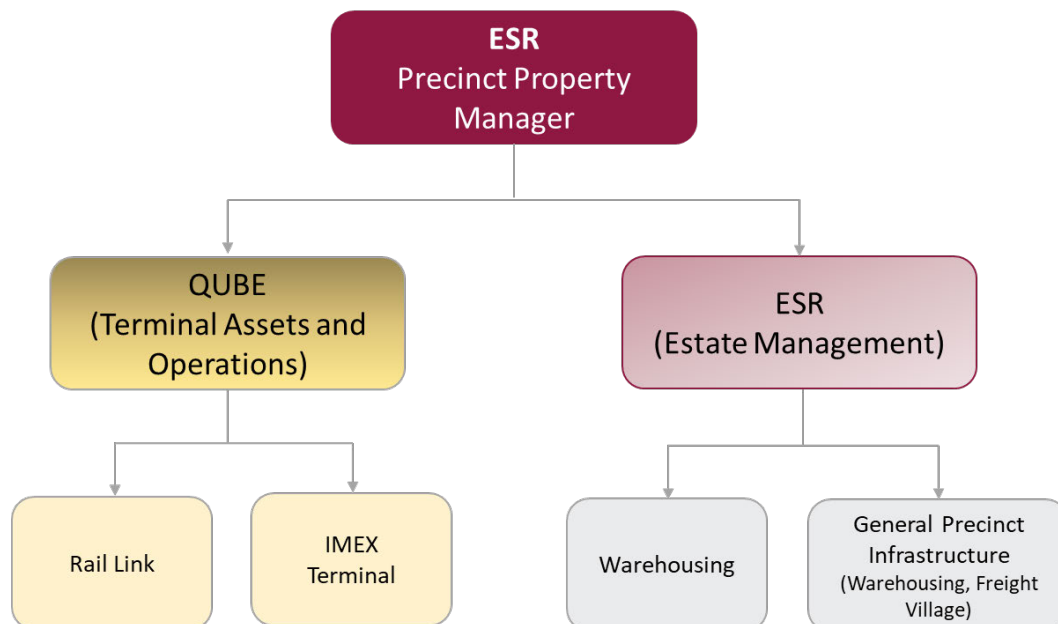 ESR
Precinct Property
Manager
QUBE
(Terminal Assets and
Operations)
ESR
(Estate Management)
Rail Link
IMEX
Terminal
Warehousing
General Precinct
Infrastructure
(Warehousing, Freight
Village)